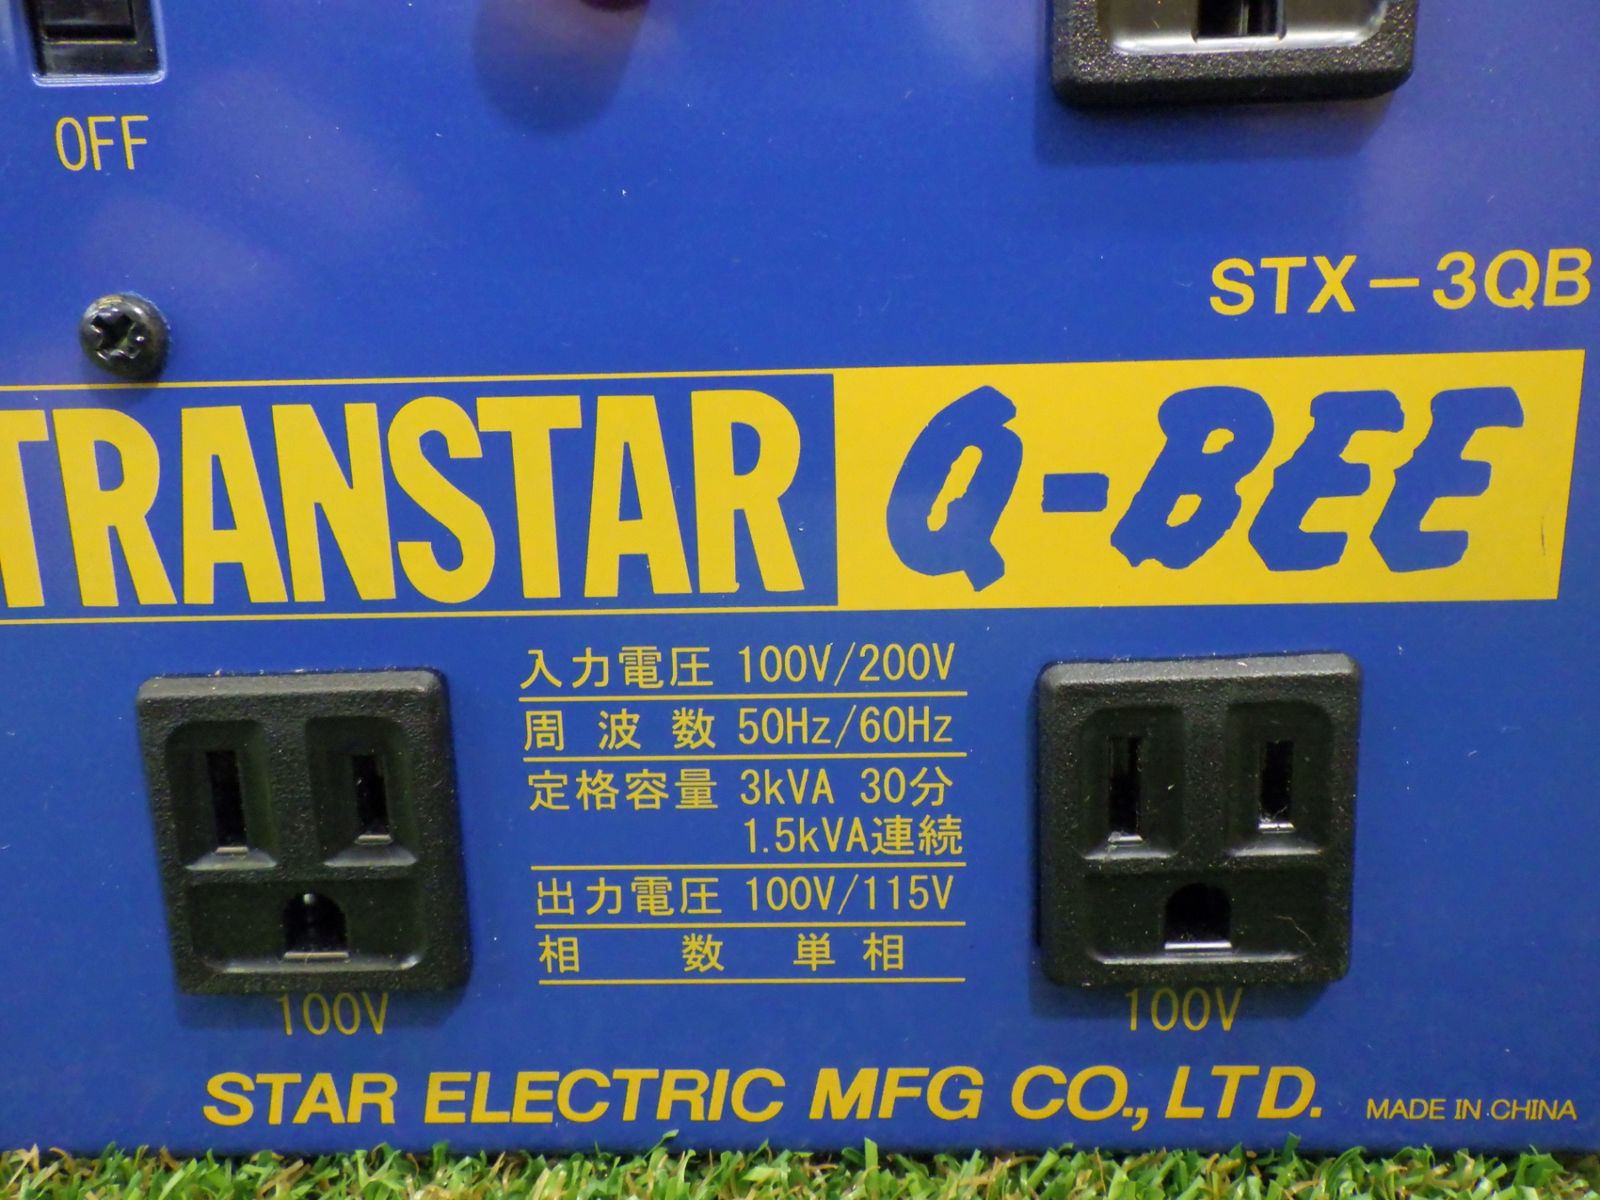 OFF
STX-3QB
TRANSTAR Q-BEE
入力電圧 100V/200V
周波数 50Hz/60Hz
定格容量 3kVA 30分
1.5kVA連続
出力電圧 100V/115V
相数 単相
100V
100V
STAR ELECTRIC MFG CO., LTD.
MADE IN CHINA